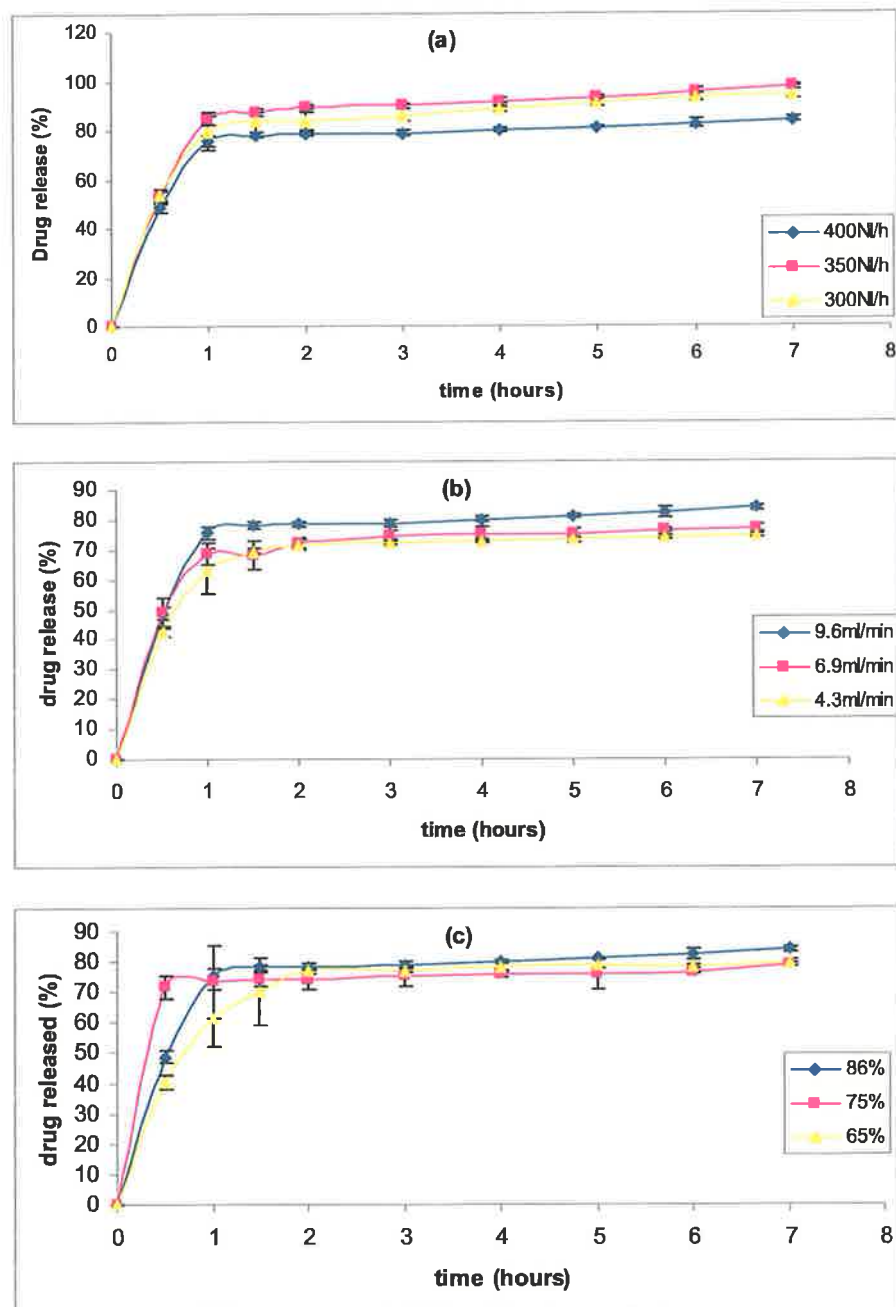 (a)
120
100
80
60
40
20
0
Drug release (%)
0 1 2 3 4 5 6 7 8
time (hours)
400Nl/h
350Nl/h
300Nl/h
(b)
90
80
70
60
50
40
30
20
10
0
drug release (%)
0 1 2 3 4 5 6 7 8
time (hours)
9.6ml/min
6.9ml/min
4.3ml/min
(c)
90
80
70
60
50
40
30
20
10
0
drug released (%)
0 1 2 3 4 5 6 7 8
time (hours)
86%
75%
65%